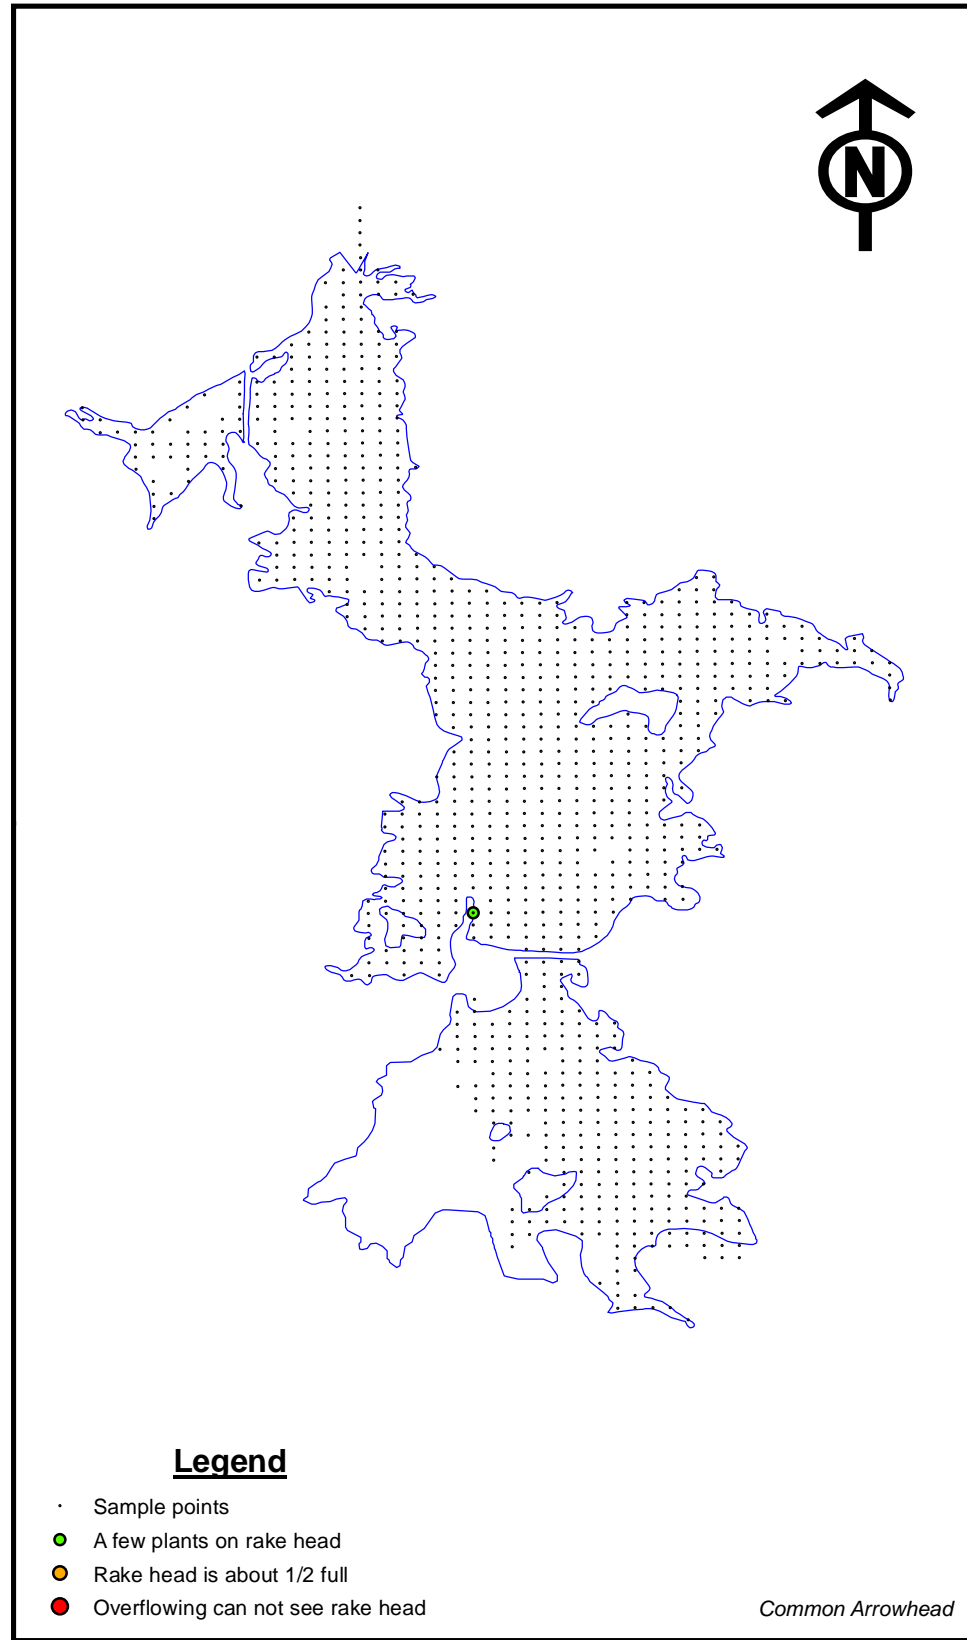 N
Legend
Sample points
A few plants on rake head
Rake head is about 1/2 full
Overflowing can not see rake head
Common Arrowhead